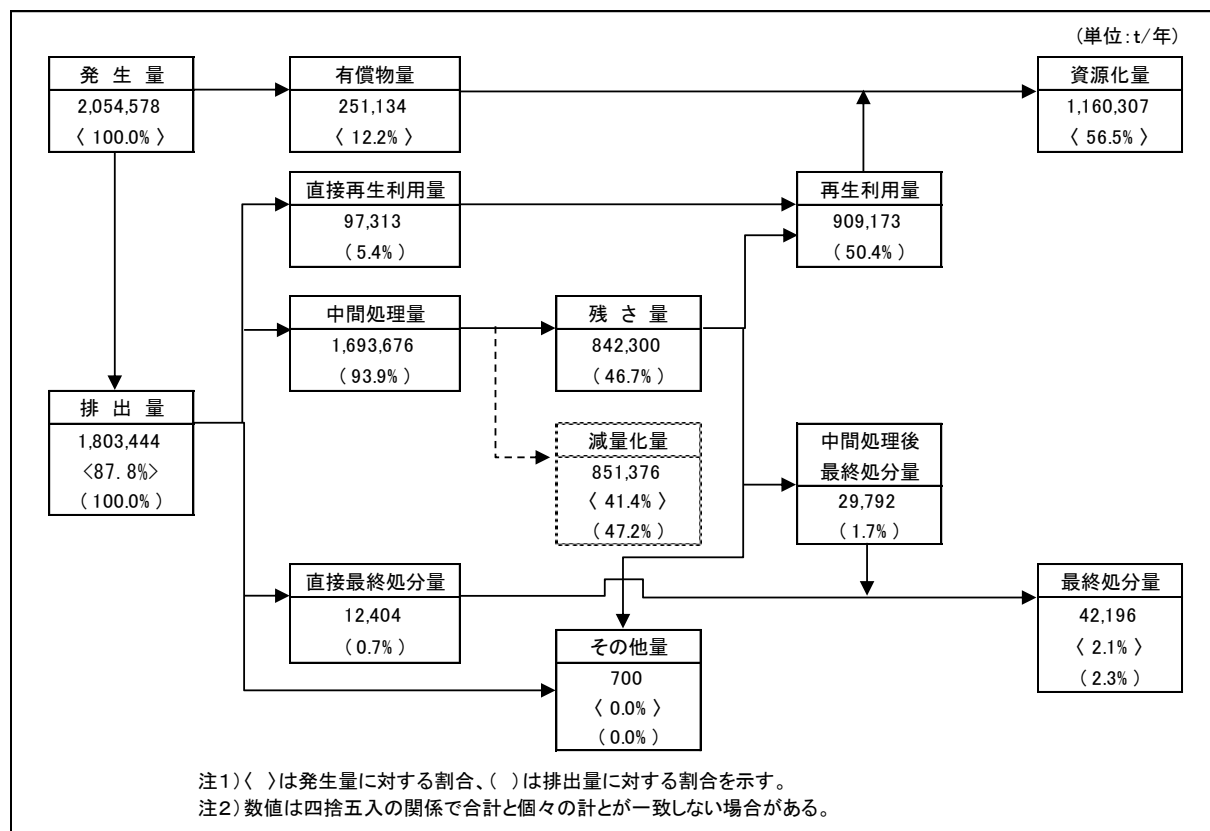 (単位:t/年)
発 生 量
2,054,578
〈 100.0% 〉
有償物量
251,134
〈 12.2% 〉
資源化量
1,160,307
〈 56.5% 〉
直接再生利用量
97,313
( 5.4% )
再生利用量
909,173
( 50.4% )
中間処理量
1,693,676
( 93.9% )
残 さ 量
842,300
( 46.7% )
排 出 量
1,803,444
<87.8%>
( 100.0% )
減量化量
851,376
〈 41.4% 〉
( 47.2% )
中間処理後
最終処分量
29,792
( 1.7% )
直接最終処分量
12,404
( 0.7% )
最終処分量
42,196
〈 2.1% 〉
( 2.3% )
その他量
700
〈 0.0% 〉
( 0.0% )
注1)〈 〉は発生量に対する割合、( )は排出量に対する割合を示す。
注2)数値は四捨五入の関係で合計と個々の計とが一致しない場合がある。